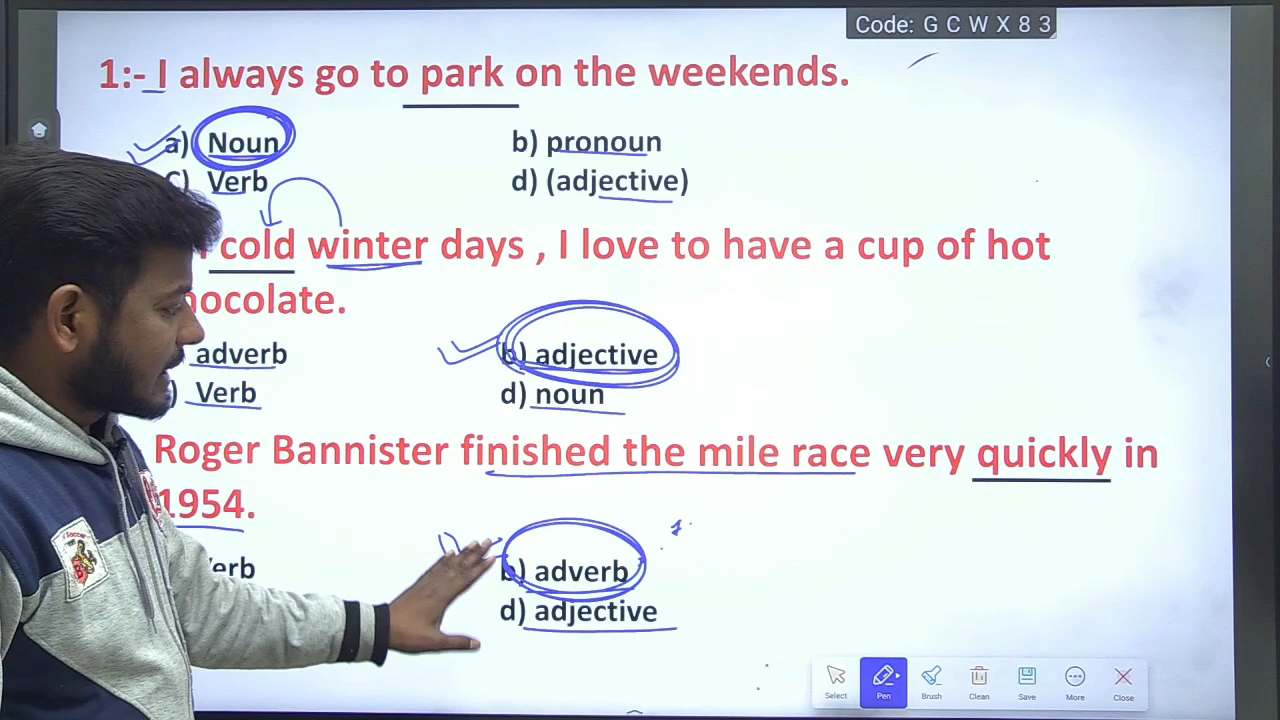 Code: G C W X 8 3
1:- I always go to park on the weekends.
a) Noun b) pronoun
C) Verb d) (adjective)
cold winter days , I love to have a cup of hot
hocolate.
adverb b) adjective
) Verb d) noun
Roger Bannister finished the mile race very quickly in
1954.
erb b) adverb
d) adjective
Select Pen Brush Clean Save More Close